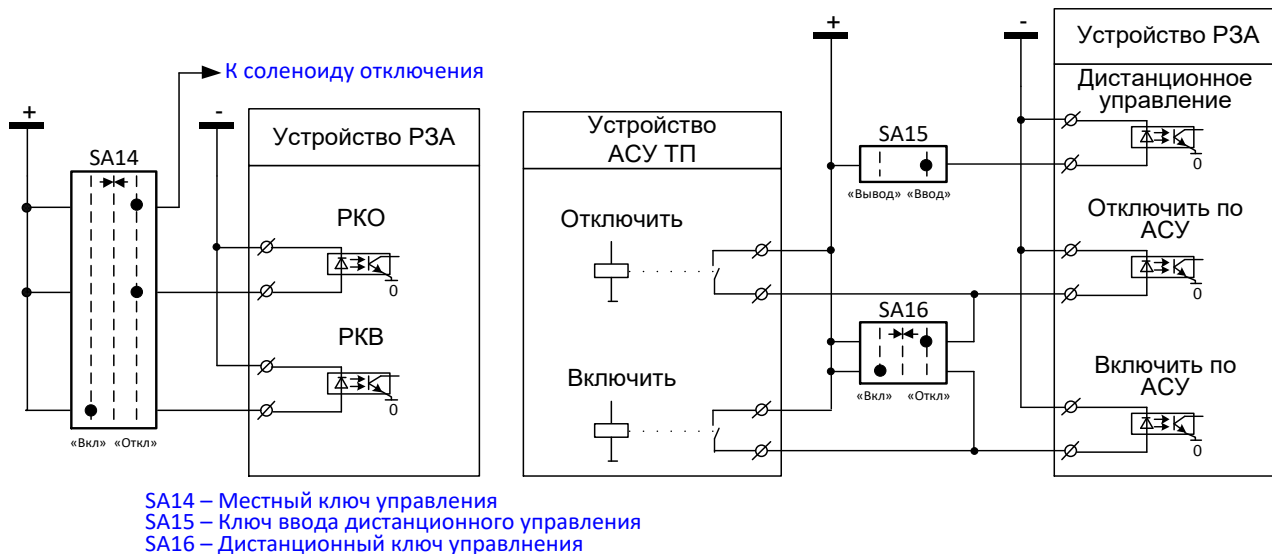 К соленоиду отключения
+
-
SA14
Устройство РЗА
РКО
0
РКВ
0
«Вкл» «Откл»
Устройство
АСУ ТП
Отключить
Включить
+
-
SA15
«Вывод» «Ввод»
SA16
«Вкл» «Откл»
Устройство РЗА
Дистанционное
управление
0
Отключить по
АСУ
0
Включить по
АСУ
0
SA14 – Местный ключ управления
SA15 – Ключ ввода дистанционного управления
SA16 – Дистанционный ключ управлнения